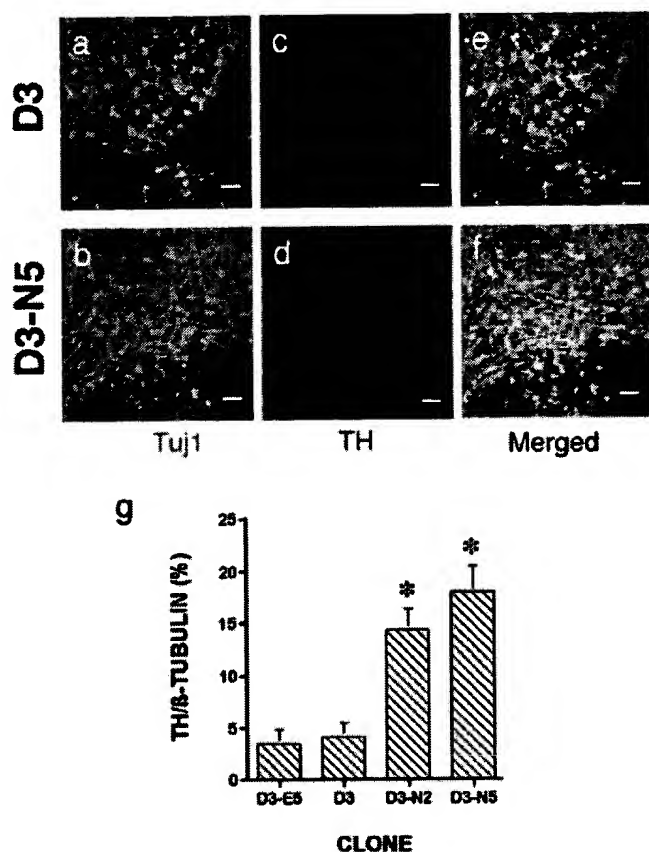 a c e
D3
b d f
D3-N5
Tuj1 TH Merged
g
25
20
15
10
5
0
TH/ß-TUBULIN (%)
* *
D3-E5 D3 D3-N2 D3-N5
CLONE